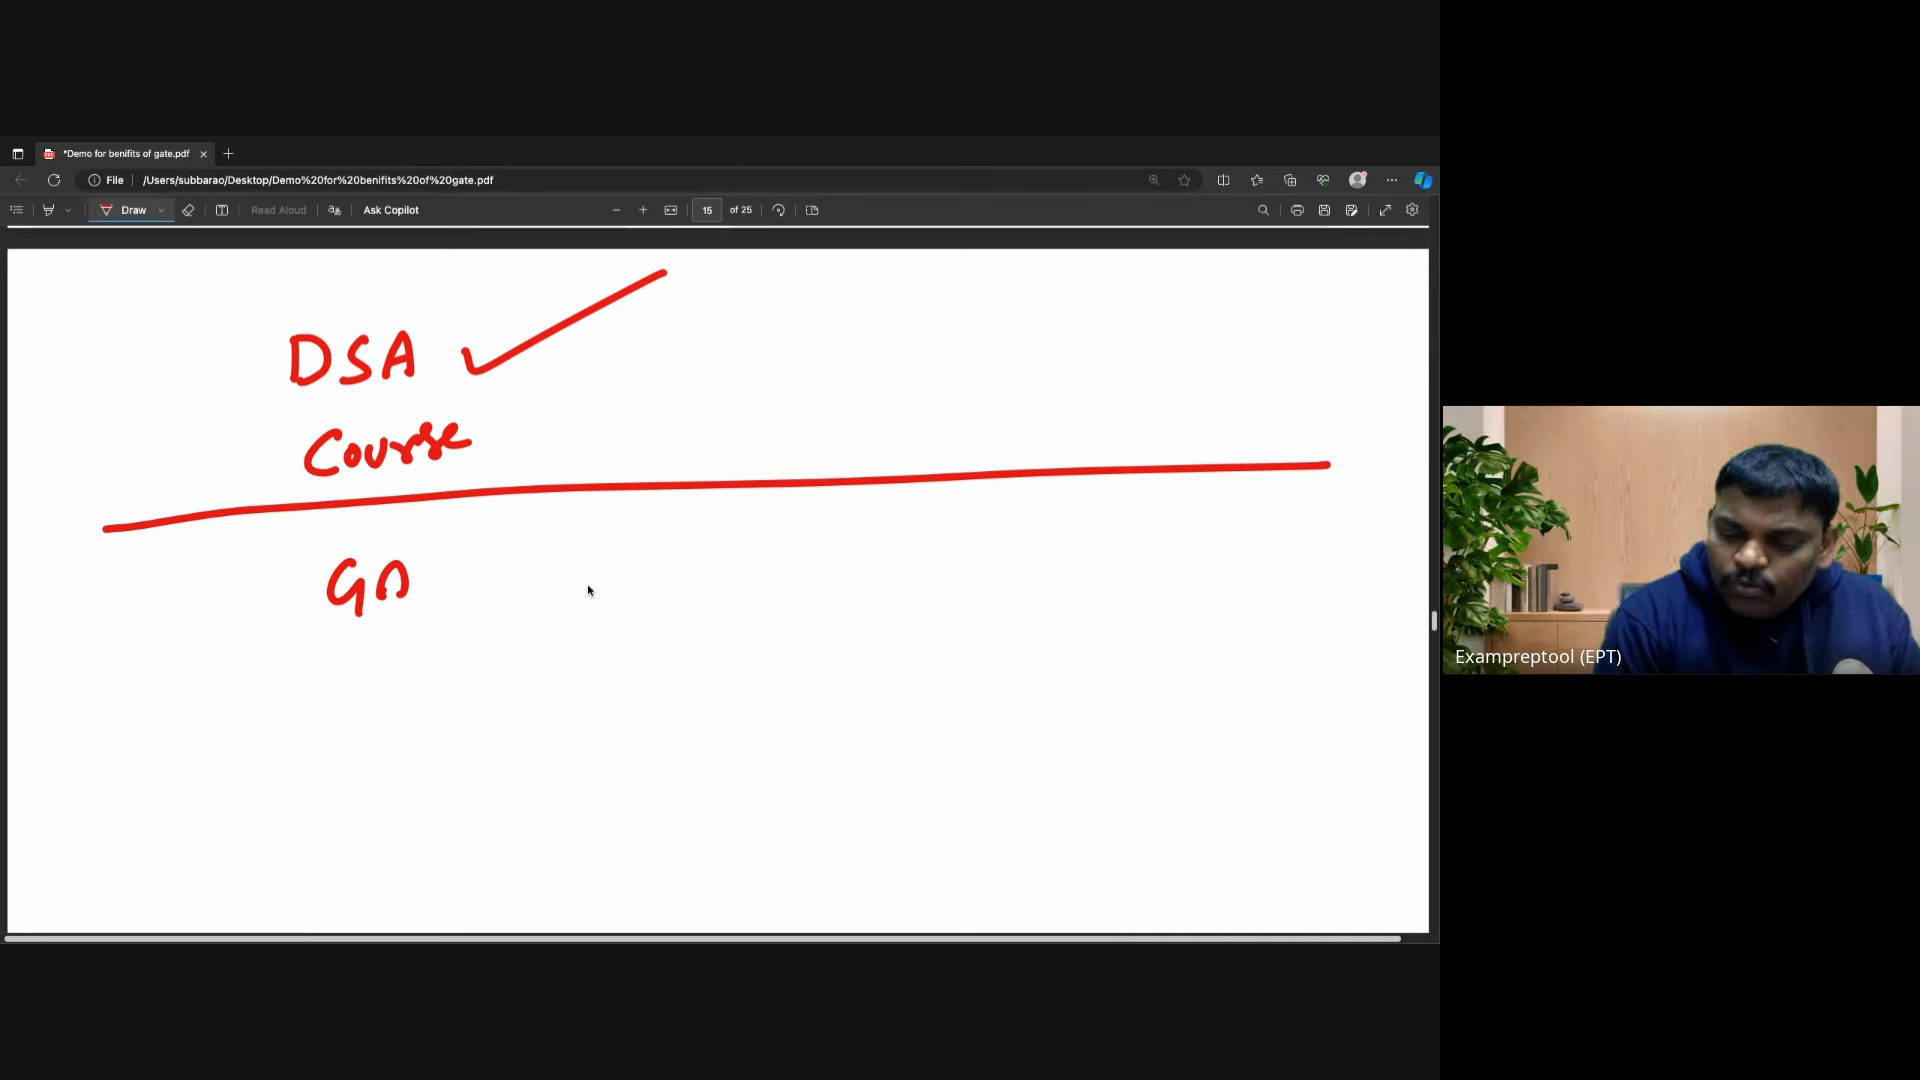 *Demo for benifits of gate.pdf
File
/Users/subbarao/Desktop/Demo%20for%20benifits%20of%20gate.pdf
Draw
Read Aloud
Ask Copilot
15
of 25
DSA
Course
GA
Exampreptool (EPT)